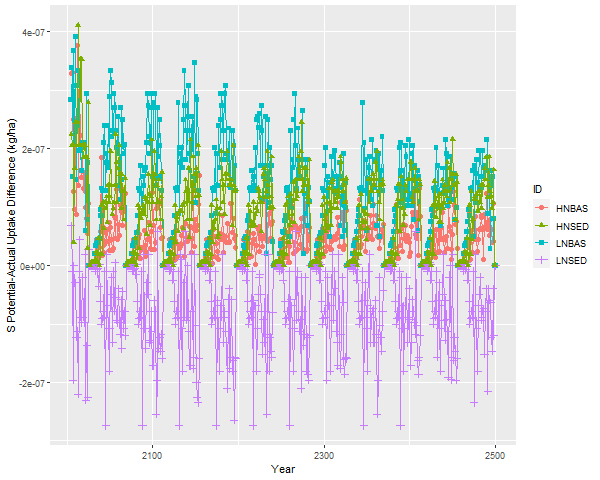 S Potential-Actual Uptake Difference (kg/ha)
4e-07
2e-07
0e+00
-2e-07
2100
2300
2500
Year
ID
HNBAS
HNSED
LNBAS
LNSED